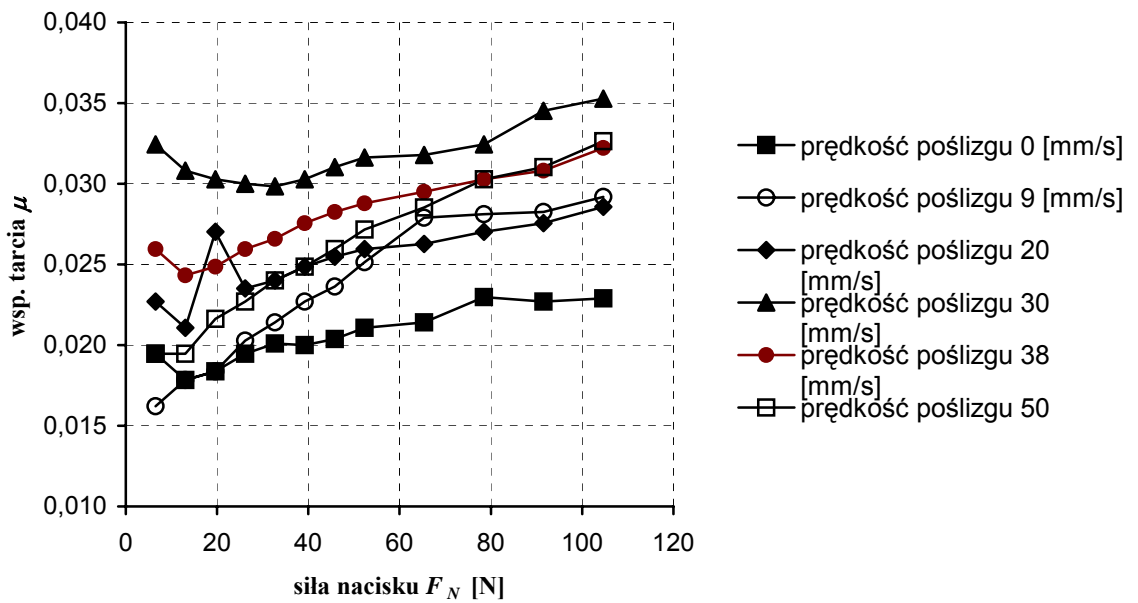 0,040
0,035
0,030
0,025
0,020
0,015
0,010
wsp. tarcia μ
0
20
40
60
80
100
120
siła nacisku F N [N]
prędkość poślizgu 0 [mm/s]
prędkość poślizgu 9 [mm/s]
prędkość poślizgu 20
[mm/s]
prędkość poślizgu 30
[mm/s]
prędkość poślizgu 38
[mm/s]
prędkość poślizgu 50